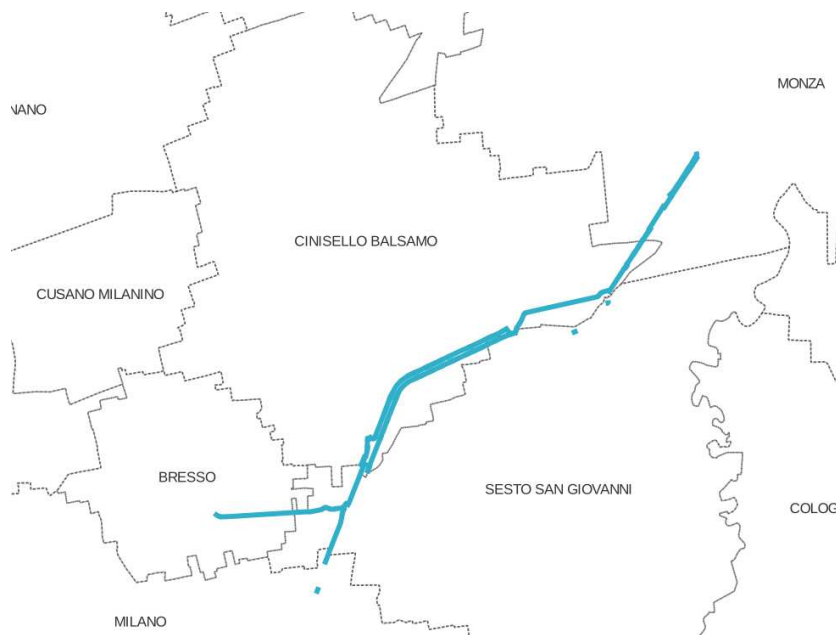 MONZA
NANO
CINISELLO BALSAMO
CUSANO MILANINO
BRESSO
SESTO SAN GIOVANNI
COLOG
MILANO